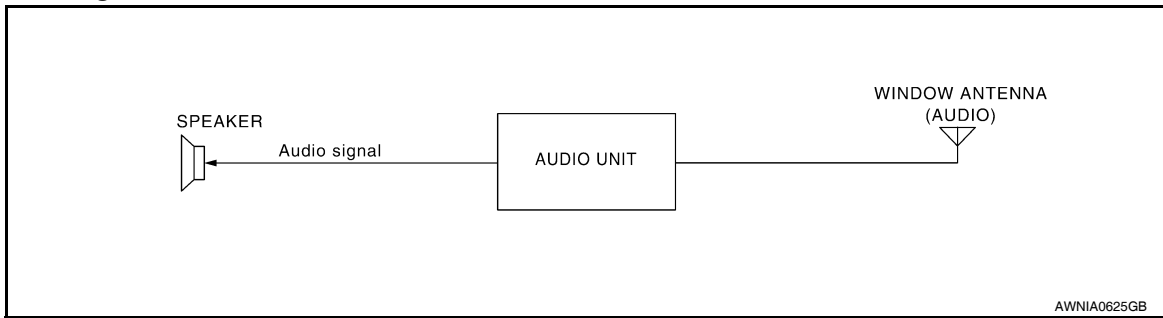 SPEAKER
Audio signal
AUDIO UNIT
WINDOW ANTENNA
(AUDIO)
AWNIA0625GB